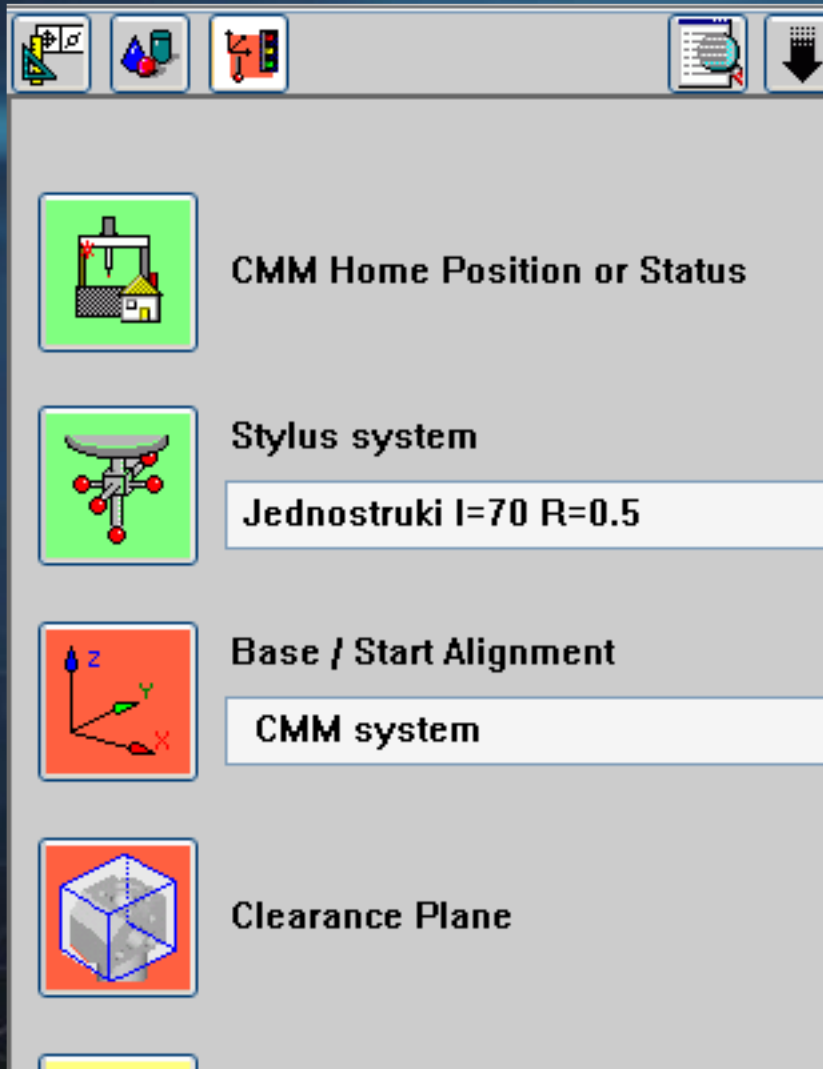 CMM Home Position or Status
Stylus system
Jednostruki l=70 R=0.5
Base / Start Alignment
Z
Y
X
CMM system
Clearance Plane